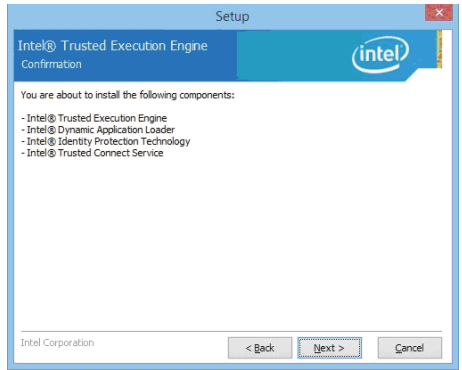 Setup
Intel® Trusted Execution Engine
Confirmation
intel
You are about to install the following components:
- Intel® Trusted Execution Engine
- Intel® Dynamic Application Loader
- Intel® Identity Protection Technology
- Intel® Trusted Connect Service
Intel Corporation
< Back
Next >
Cancel